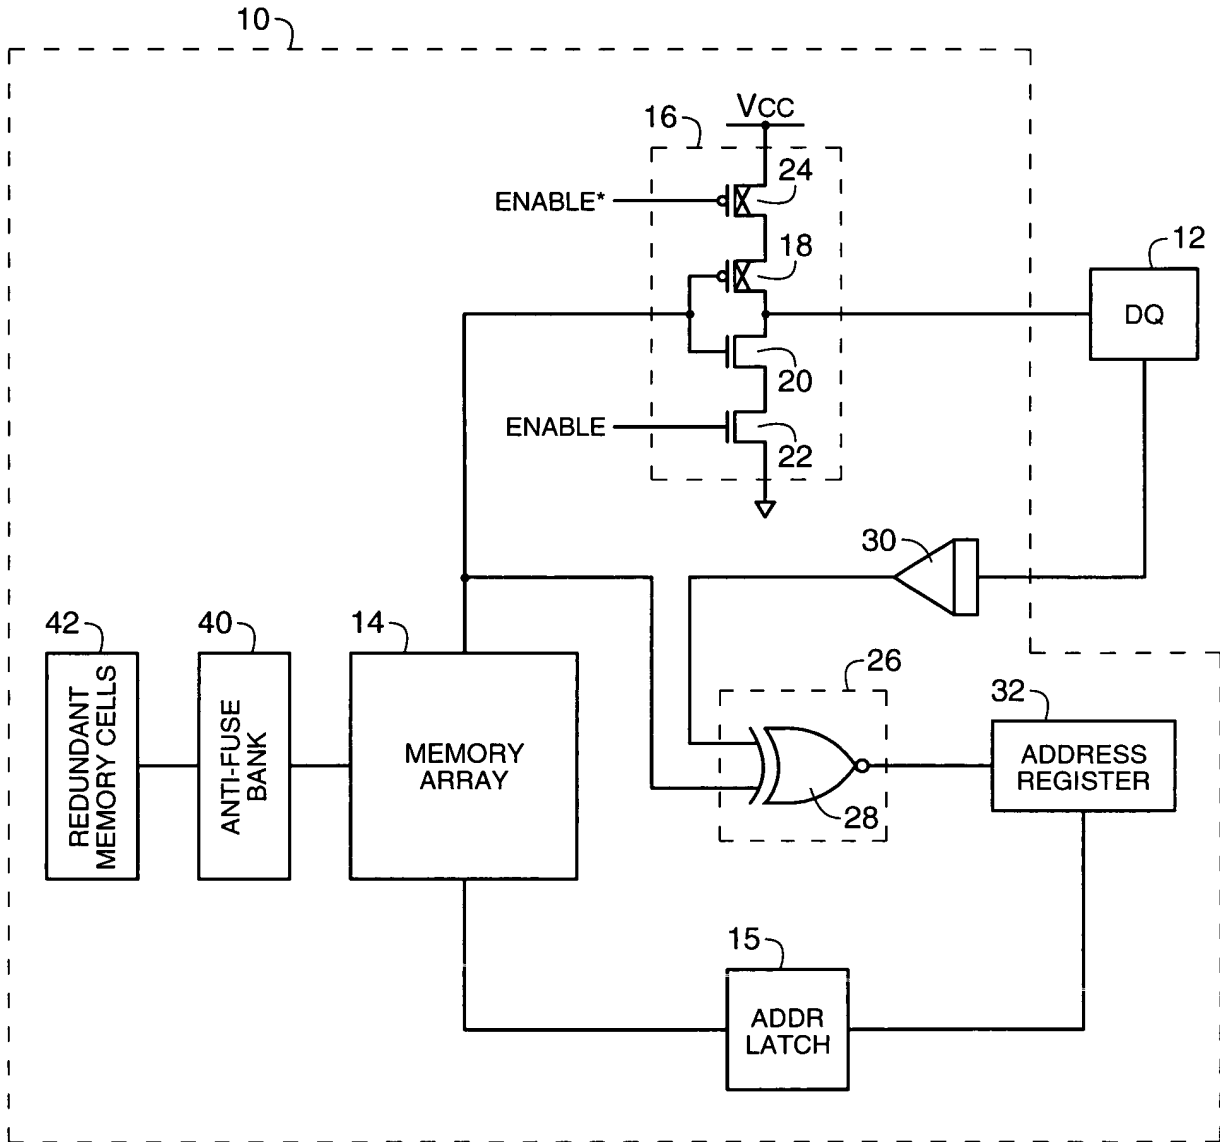 10
VCC
16
24
ENABLE*
18
12
DQ
20
ENABLE
22
30
42
40
14
26
32
REDUNDANT
MEMORY CELLS
ANTI-FUSE
BANK
MEMORY
ARRAY
ADDRESS
REGISTER
28
15
ADDR
LATCH